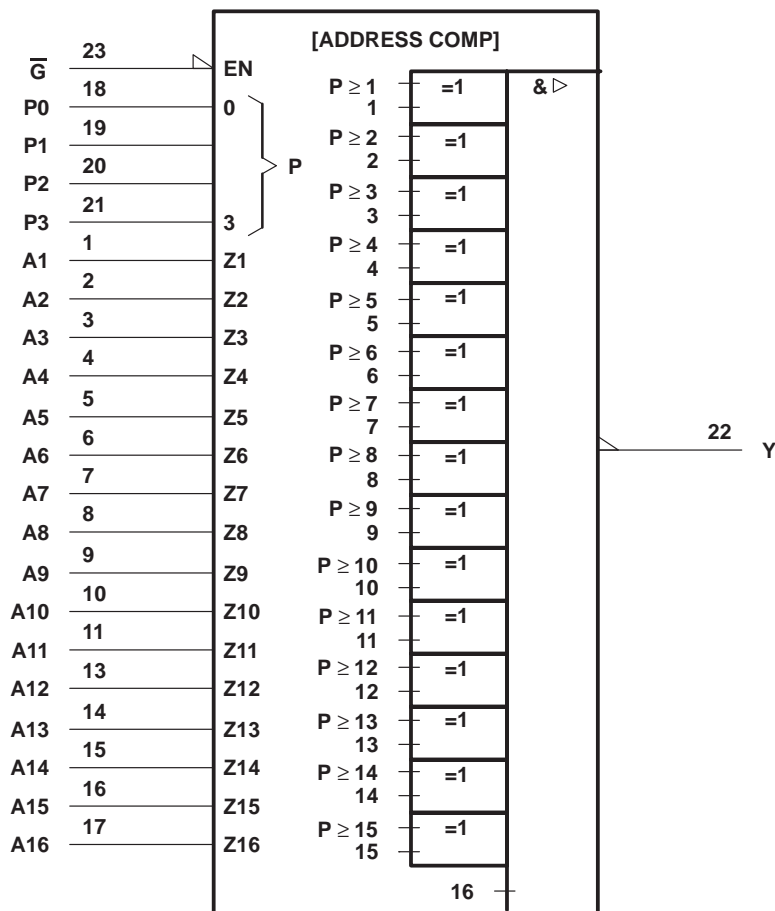 [ADDRESS COMP]
G 23 EN
P0 18 0
P1 19
P2 20
P
P3 21 3
A1 1 Z1
A2 2 Z2
A3 3 Z3
A4 4 Z4
A5 5 Z5
A6 6 Z6
A7 7 Z7
A8 8 Z8
A9 9 Z9
A10 10 Z10
A11 11 Z11
A12 13 Z12
A13 14 Z13
A14 15 Z14
A15 16 Z15
A16 17 Z16
P ≥ 1 =1 & ▷
1
P ≥ 2 =1
2
P ≥ 3 =1
3
P ≥ 4 =1
4
P ≥ 5 =1
5
P ≥ 6 =1
6
P ≥ 7 =1
7
P ≥ 8 =1
8
P ≥ 9 =1
9
P ≥ 10 =1
10
P ≥ 11 =1
11
P ≥ 12 =1
12
P ≥ 13 =1
13
P ≥ 14 =1
14
P ≥ 15 =1
15
16
22 Y